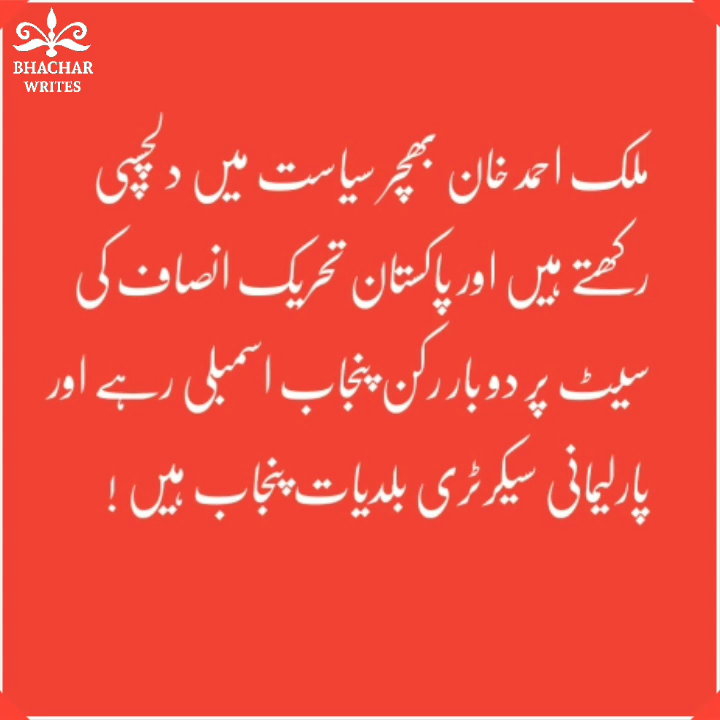 BHACHAR
WRITES
ملک احمد خان بھچر سیاست میں دلچسپی
رکھتے ہیں اور پاکستان تحریک انصاف کی
سیٹ پر دو بار رکن پنجاب اسمبلی رہے اور
پارلیمانی سیکرٹری بلدیات پنجاب ہیں !